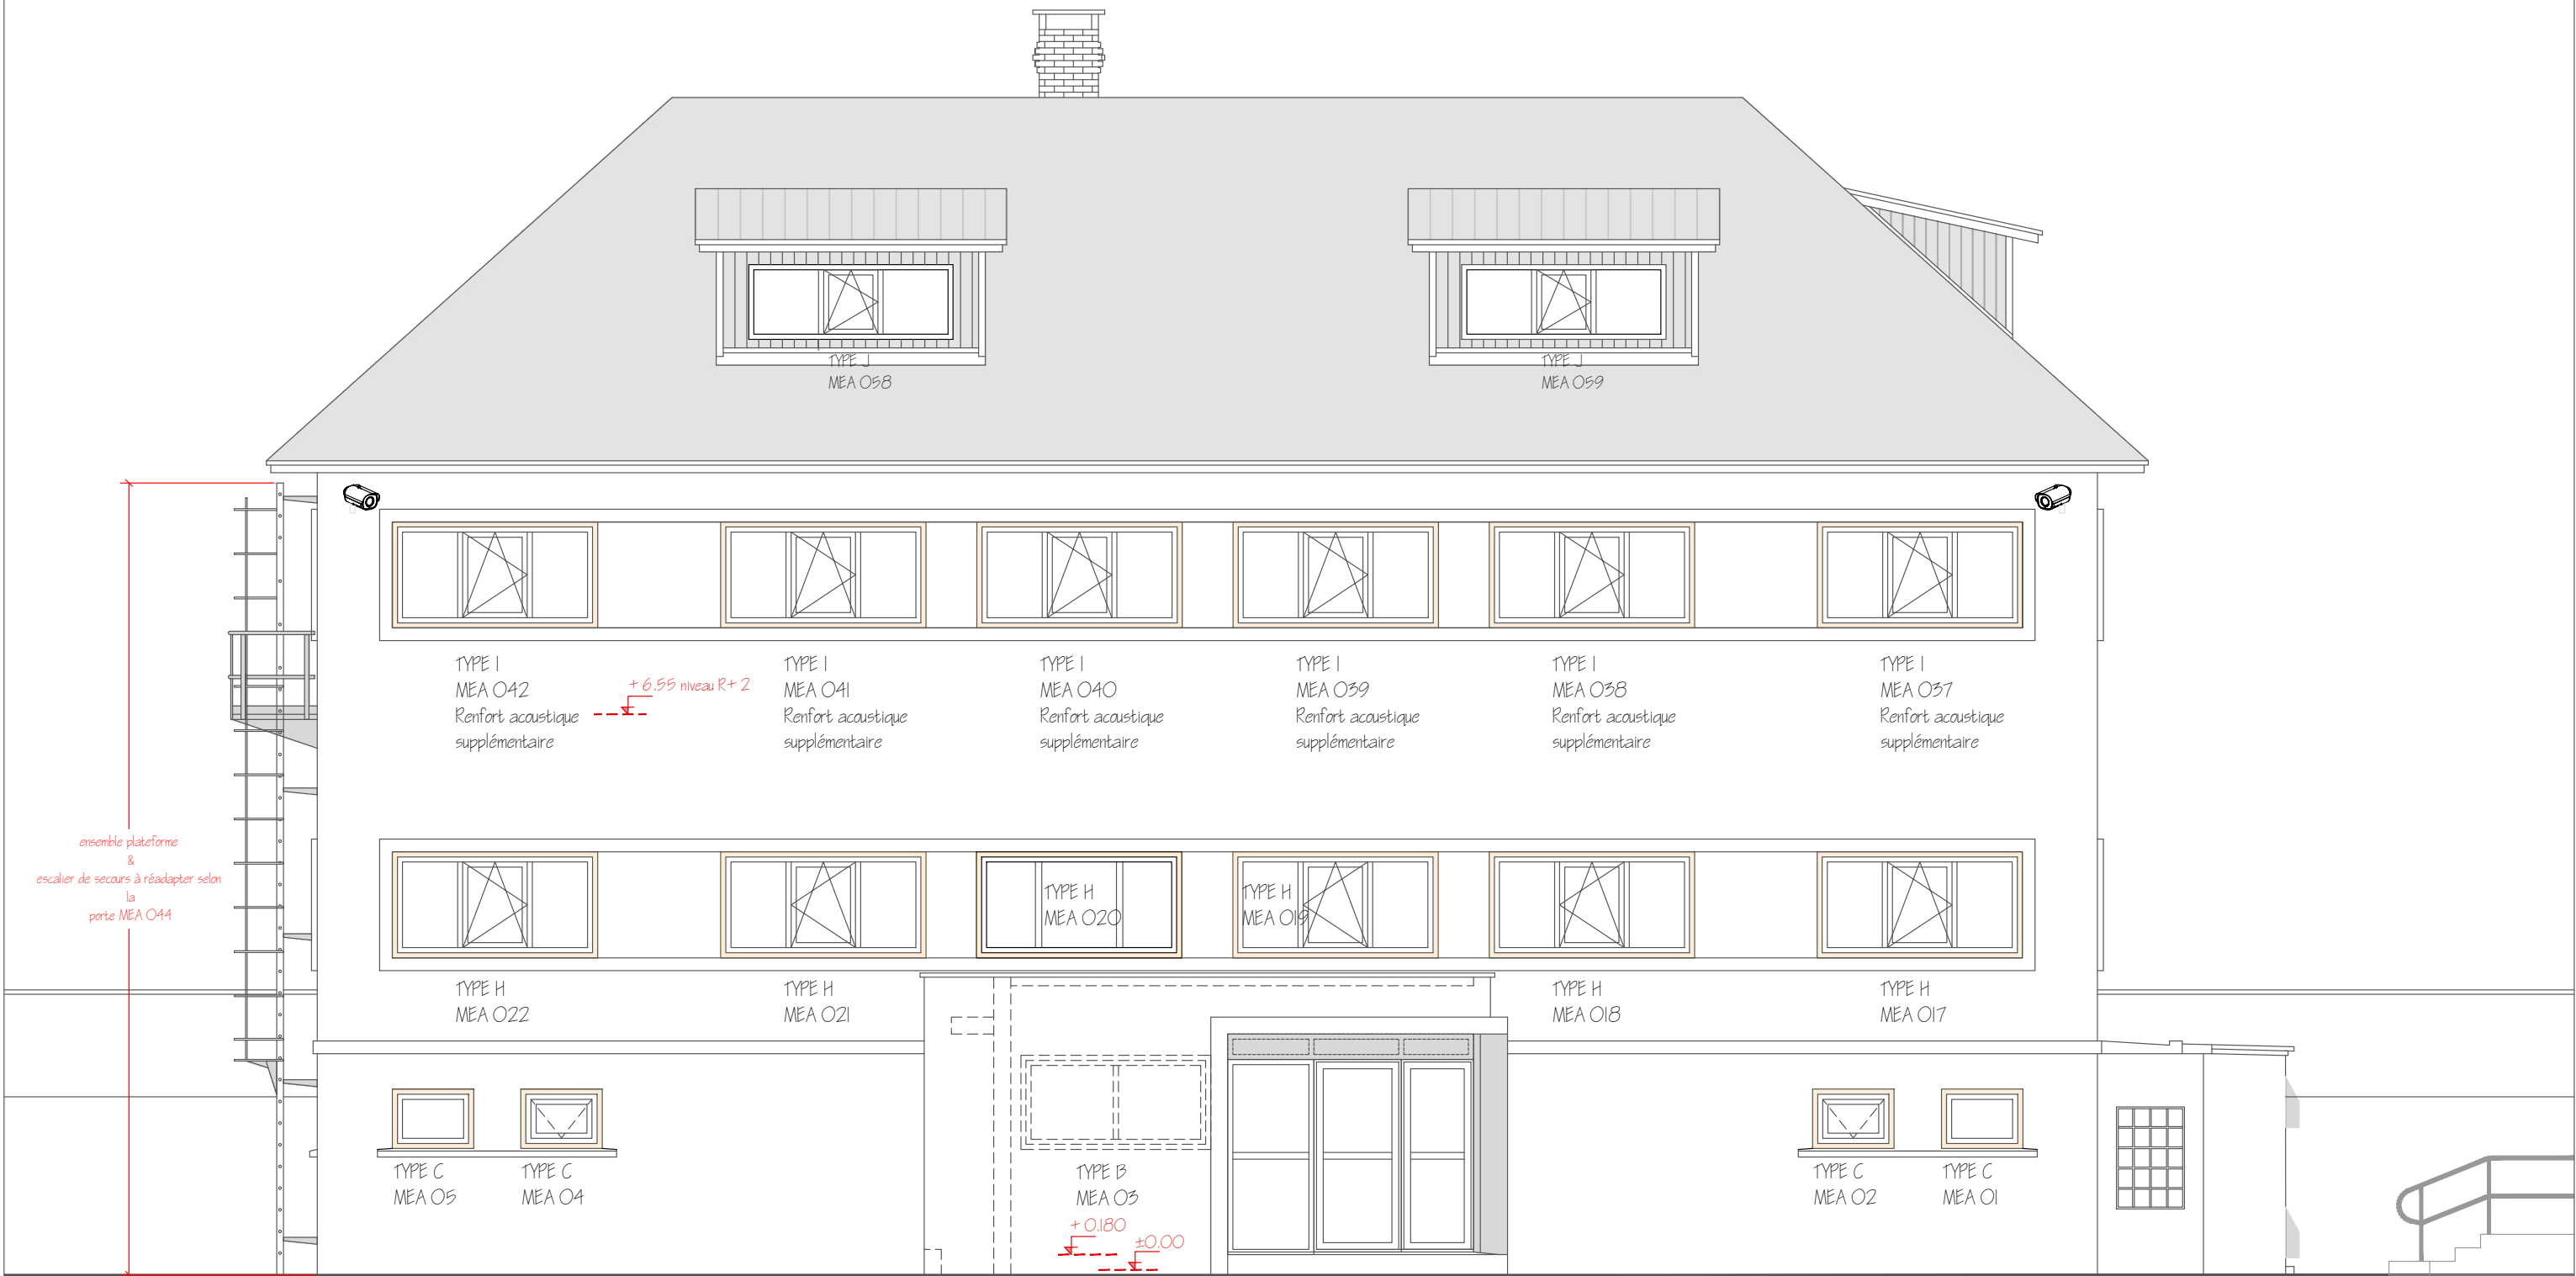 TYPE J
MEA 058
TYPE J
MEA 059
TYPE I
MEA 042
Renfort acoustique
supplémentaire
+ 6.55 niveau R+ 2
TYPE I
MEA 041
Renfort acoustique
supplémentaire
TYPE I
MEA 040
Renfort acoustique
supplémentaire
TYPE I
MEA 039
Renfort acoustique
supplémentaire
TYPE I
MEA 038
Renfort acoustique
supplémentaire
TYPE I
MEA 037
Renfort acoustique
supplémentaire
ensemble plateforme
&
escalier de secours à réadapter selon
la
porte MEA 044
TYPE H
MEA 020
TYPE H
MEA 019
TYPE H
MEA 022
TYPE H
MEA 021
TYPE H
MEA 018
TYPE H
MEA 017
TYPE C
MEA 05
TYPE C
MEA 04
TYPE B
MEA 03
TYPE C
MEA 02
TYPE C
MEA 01
+ 0.180
±0.00